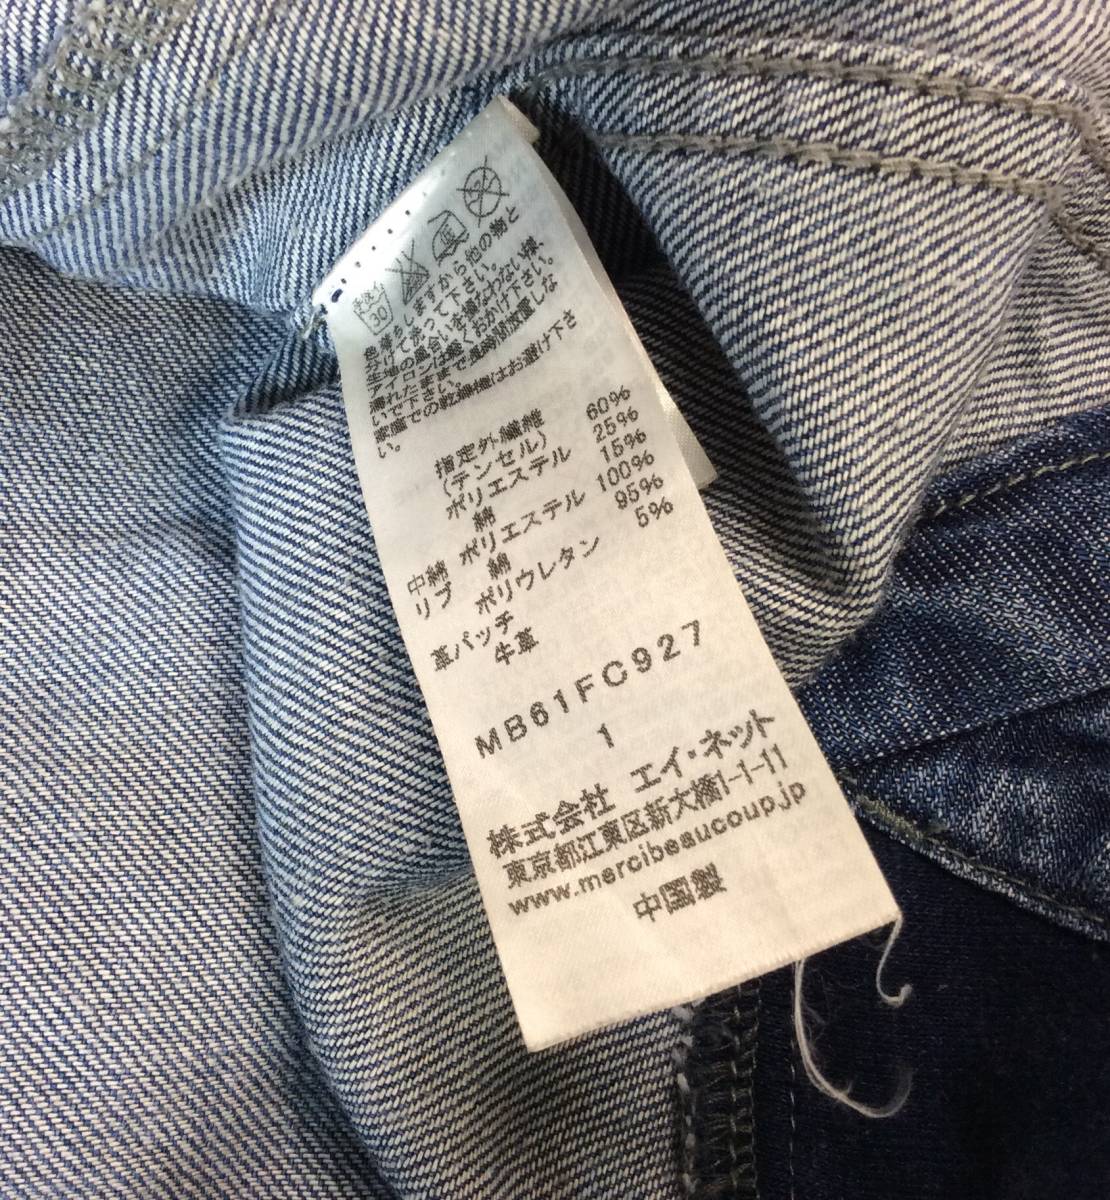 手洗イ
30
色落ちしますから他の物と
分けて洗って下さい。
生地の風合いを損なわない様、
アイロンは軽くおかけ下さい。
濡れたままで長時間放置しな
いで下さい。
家庭での乾燥機はお避け下さ
い。
指定外繊維 60%
(テンセル)
ポリエステル 25%
綿 15%
中綿 ポリエステル 100%
リブ 綿 95%
ポリウレタン 5%
革パッチ
牛革
MB61FC927
1
株式会社 エイ・ネット
東京都江東区新大橋1-1-11
www.mercibeaucoup.jp
中国製